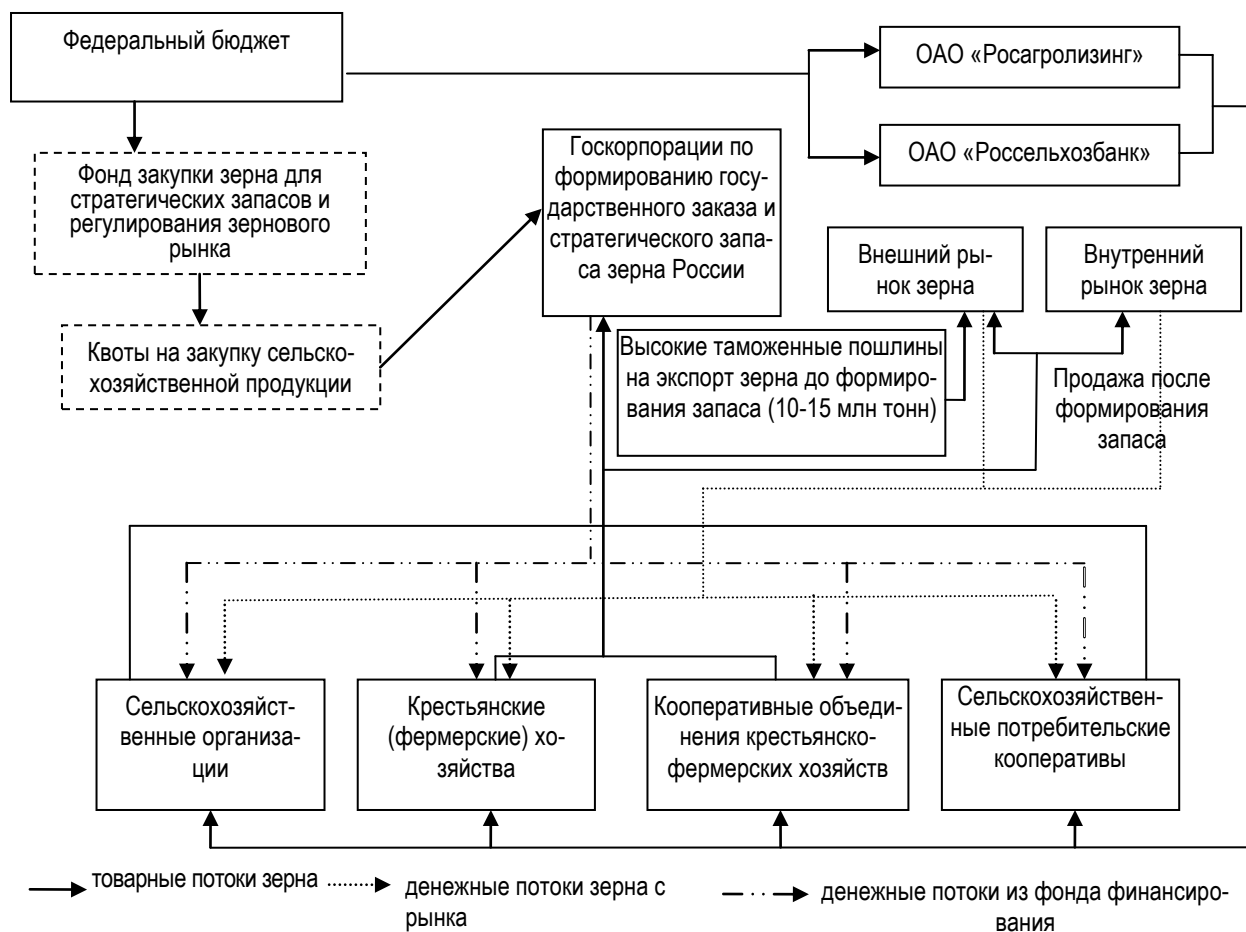 Федеральный бюджет
ОАО «Росагролизинг»
ОАО «Россельхозбанк»
Фонд закупки зерна для
стратегических запасов и
регулирования зернового
рынка
Госкорпорации по
формированию госу-
дарственного заказа и
стратегического запа-
са зерна России
Внешний ры-
нок зерна
Внутренний
рынок зерна
Квоты на закупку сельско-
хозяйственной продукции
Высокие таможенные пошлины
на экспорт зерна до формиро-
вания запаса (10-15 млн тонн)
Продажа после
формирования
запаса
Сельскохозяйст-
венные организа-
ции
Крестьянские
(фермерские) хо-
зяйства
Кооперативные объеди-
нения крестьянско-
фермерских хозяйств
Сельскохозяйствен-
ные потребительские
кооперативы
товарные потоки зерна
денежные потоки зерна с
рынка
денежные потоки из фонда финансиро-
вания